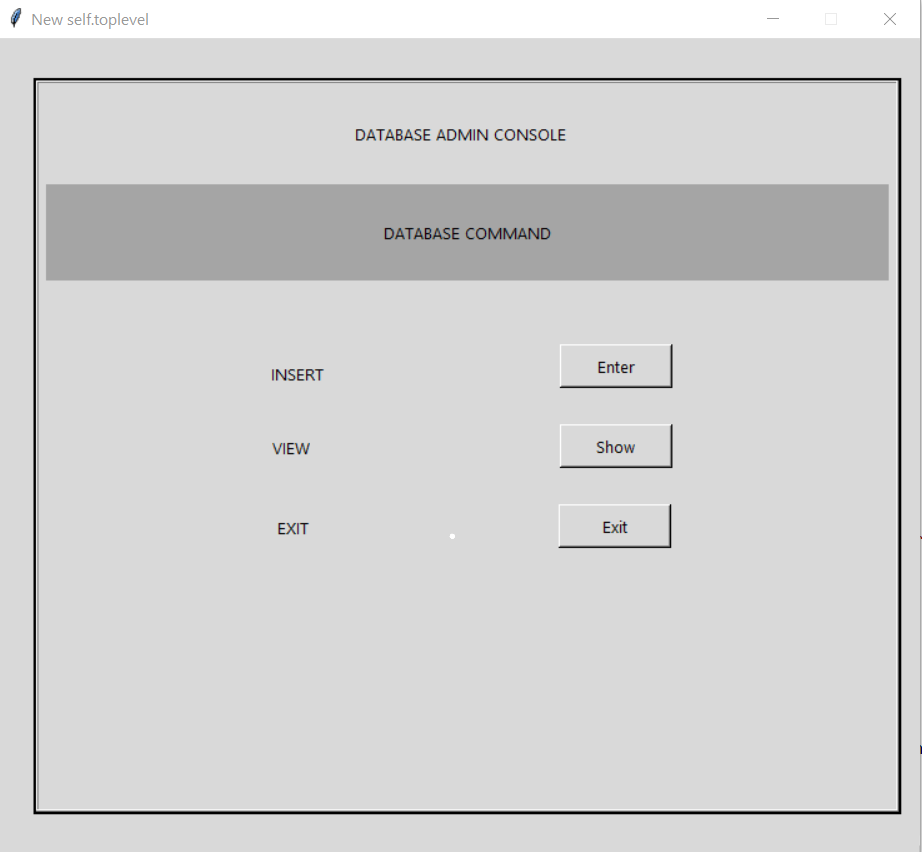 New self.toplevel
DATABASE ADMIN CONSOLE
DATABASE COMMAND
INSERT Enter
VIEW Show
EXIT Exit